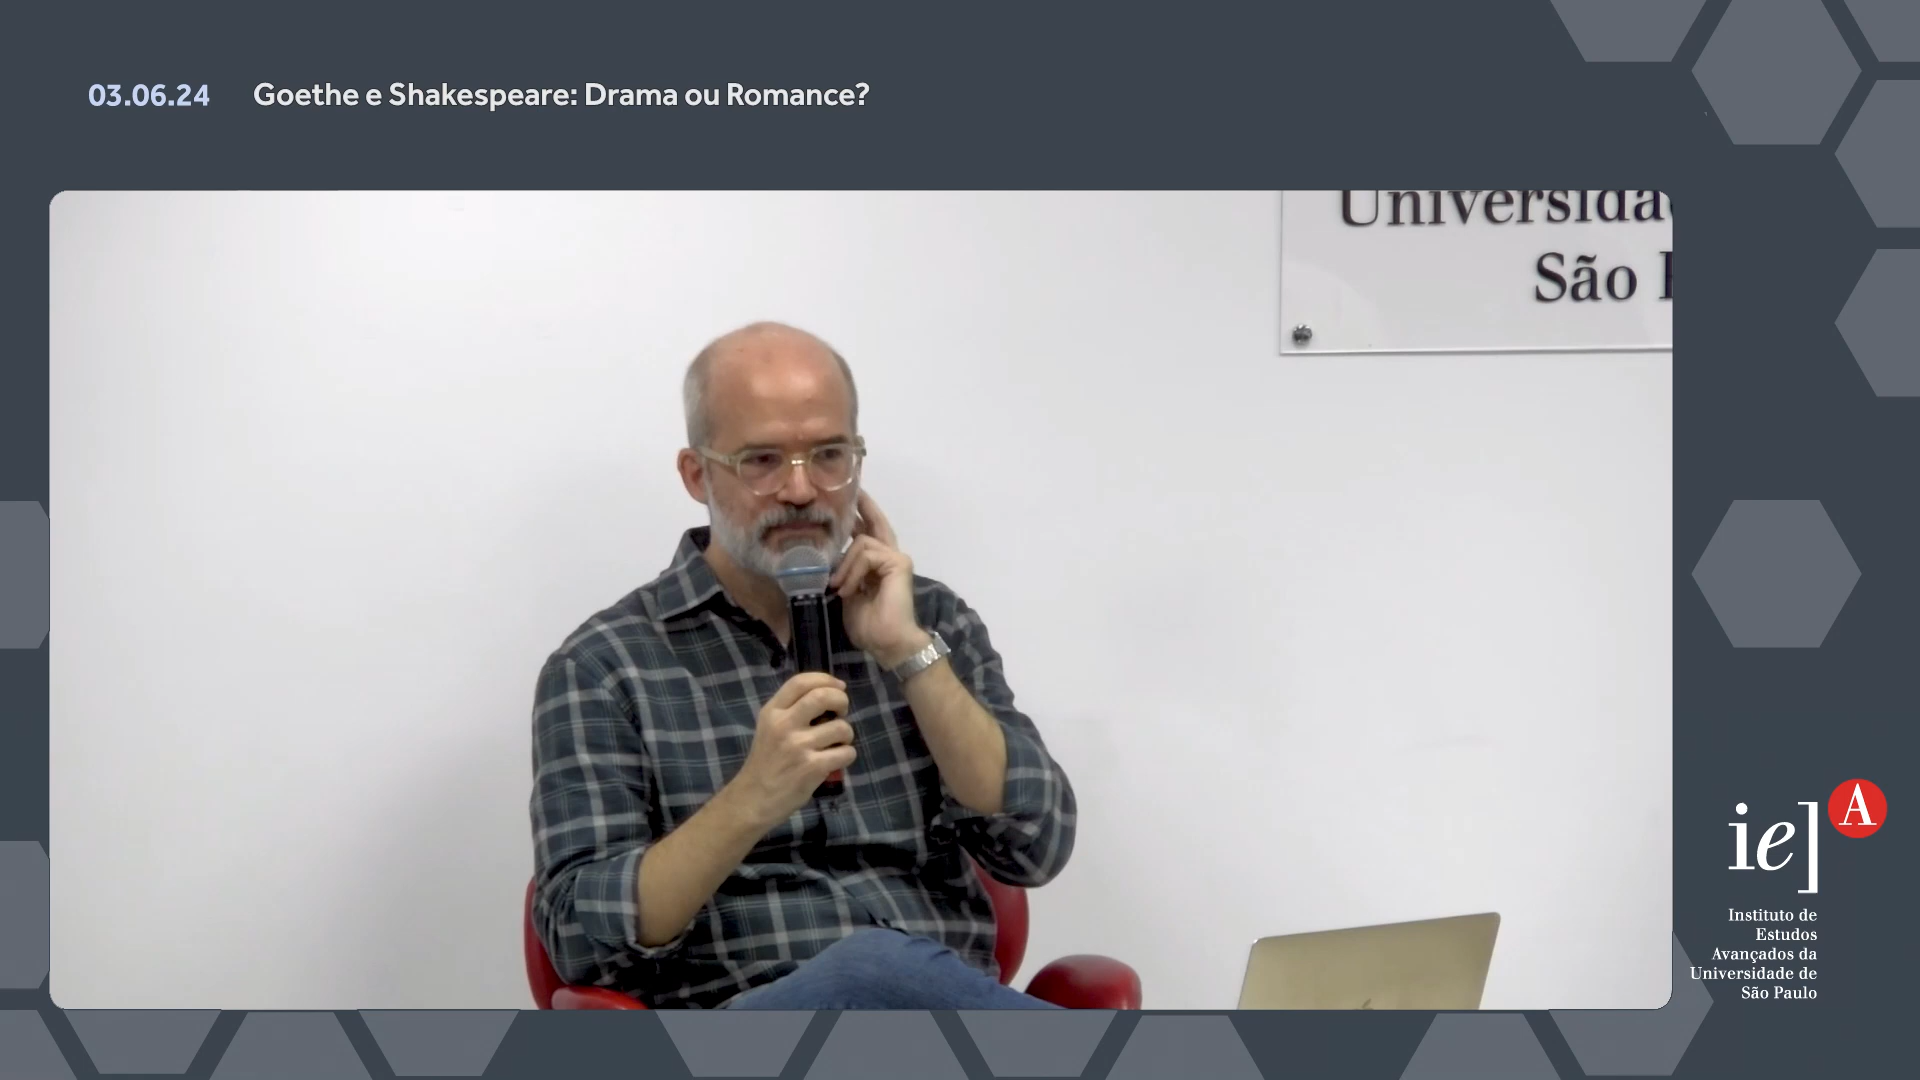 03.06.24 Goethe e Shakespeare: Drama ou Romance?
Universida
São
ie] A
Instituto de
Estudos
Avançados da
Universidade de
São Paulo